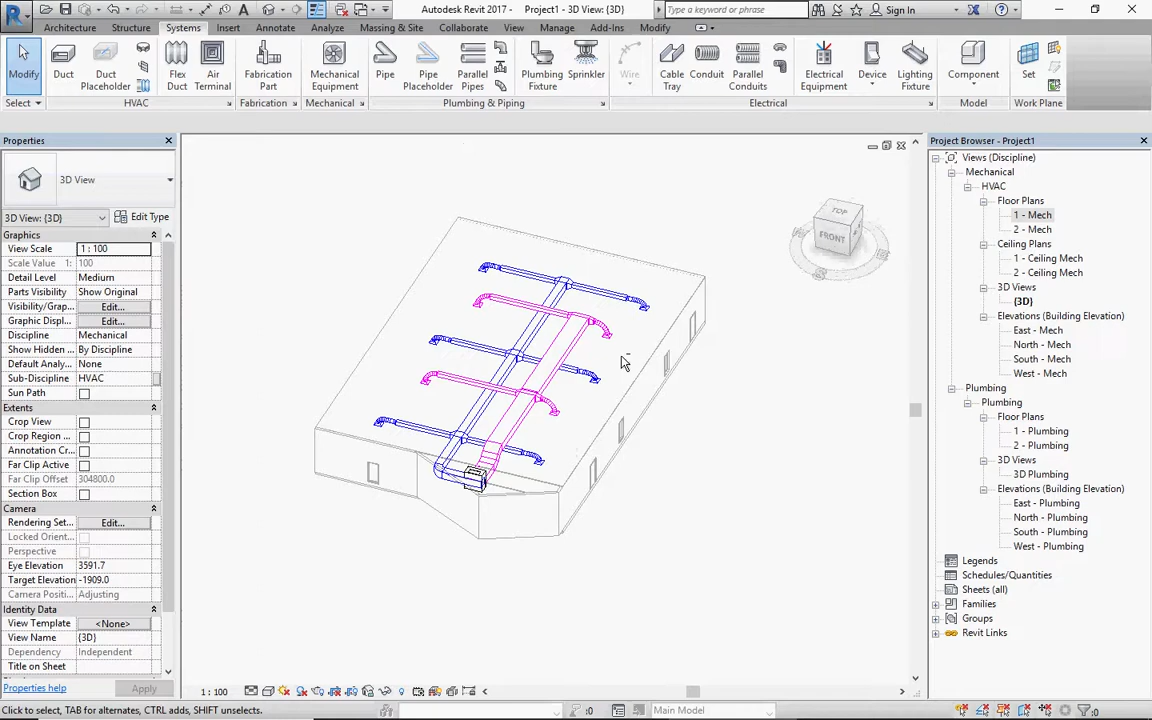 Autodesk Revit 2017 - Project1 - 3D View: {3D}
Type a keyword or phrase
Sign In
Architecture Structure Systems Insert Annotate Analyze Massing & Site Collaborate View Manage Add-Ins Modify
Modify
Duct
Duct Placeholder
Flex Duct
Air Terminal
Fabrication Part
Mechanical Equipment
Pipe
Pipe Placeholder
Parallel Pipes
Plumbing Fixture
Sprinkler
Wire
Cable Tray
Conduit
Parallel Conduits
Electrical Equipment
Device
Lighting Fixture
Component
Set
Select HVAC Fabrication Mechanical Plumbing & Piping Electrical Model Work Plane
Properties
3D View
3D View: {3D} Edit Type
Graphics
View Scale 1 : 100
Scale Value 1: 100
Detail Level Medium
Parts Visibility Show Original
Visibility/Grap... Edit...
Graphic Displ... Edit...
Discipline Mechanical
Show Hidden ... By Discipline
Default Analy... None
Sub-Discipline HVAC
Sun Path
Extents
Crop View
Crop Region ...
Annotation Cr...
Far Clip Active
Far Clip Offset 304800.0
Section Box
Camera
Rendering Set... Edit...
Locked Orient...
Perspective
Eye Elevation 3591.7
Target Elevation -1909.0
Camera Position Adjusting
Identity Data
View Template <None>
View Name {3D}
Dependency Independent
Title on Sheet
Properties help Apply
TOP
FRONT
Project Browser - Project1
Views (Discipline)
Mechanical
HVAC
Floor Plans
1 - Mech
2 - Mech
Ceiling Plans
1 - Ceiling Mech
2 - Ceiling Mech
3D Views
{3D}
Elevations (Building Elevation)
East - Mech
North - Mech
South - Mech
West - Mech
Plumbing
Plumbing
Floor Plans
1 - Plumbing
2 - Plumbing
3D Views
3D Plumbing
Elevations (Building Elevation)
East - Plumbing
North - Plumbing
South - Plumbing
West - Plumbing
Legends
Schedules/Quantities
Sheets (all)
Families
Groups
Revit Links
1 : 100
Click to select, TAB for alternates, CTRL adds, SHIFT unselects.
:0
Main Model
:0